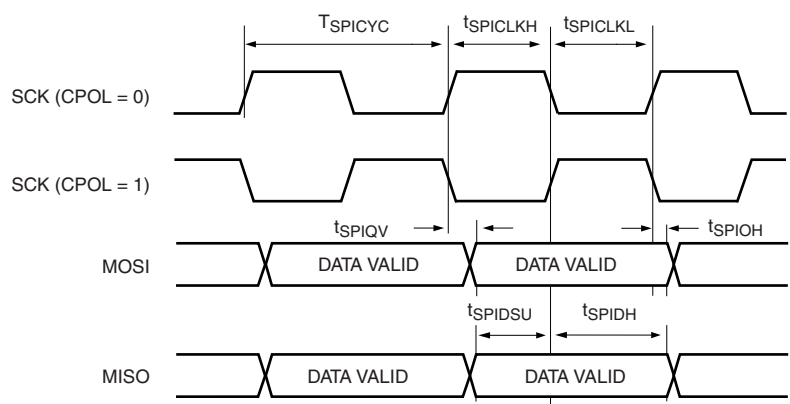 TSPICYC tSPICLKH tSPICLKL
SCK (CPOL = 0)
SCK (CPOL = 1)
tSPIQV tSPIOH
MOSI DATA VALID DATA VALID
tSPIDSU tSPIDH
MISO DATA VALID DATA VALID